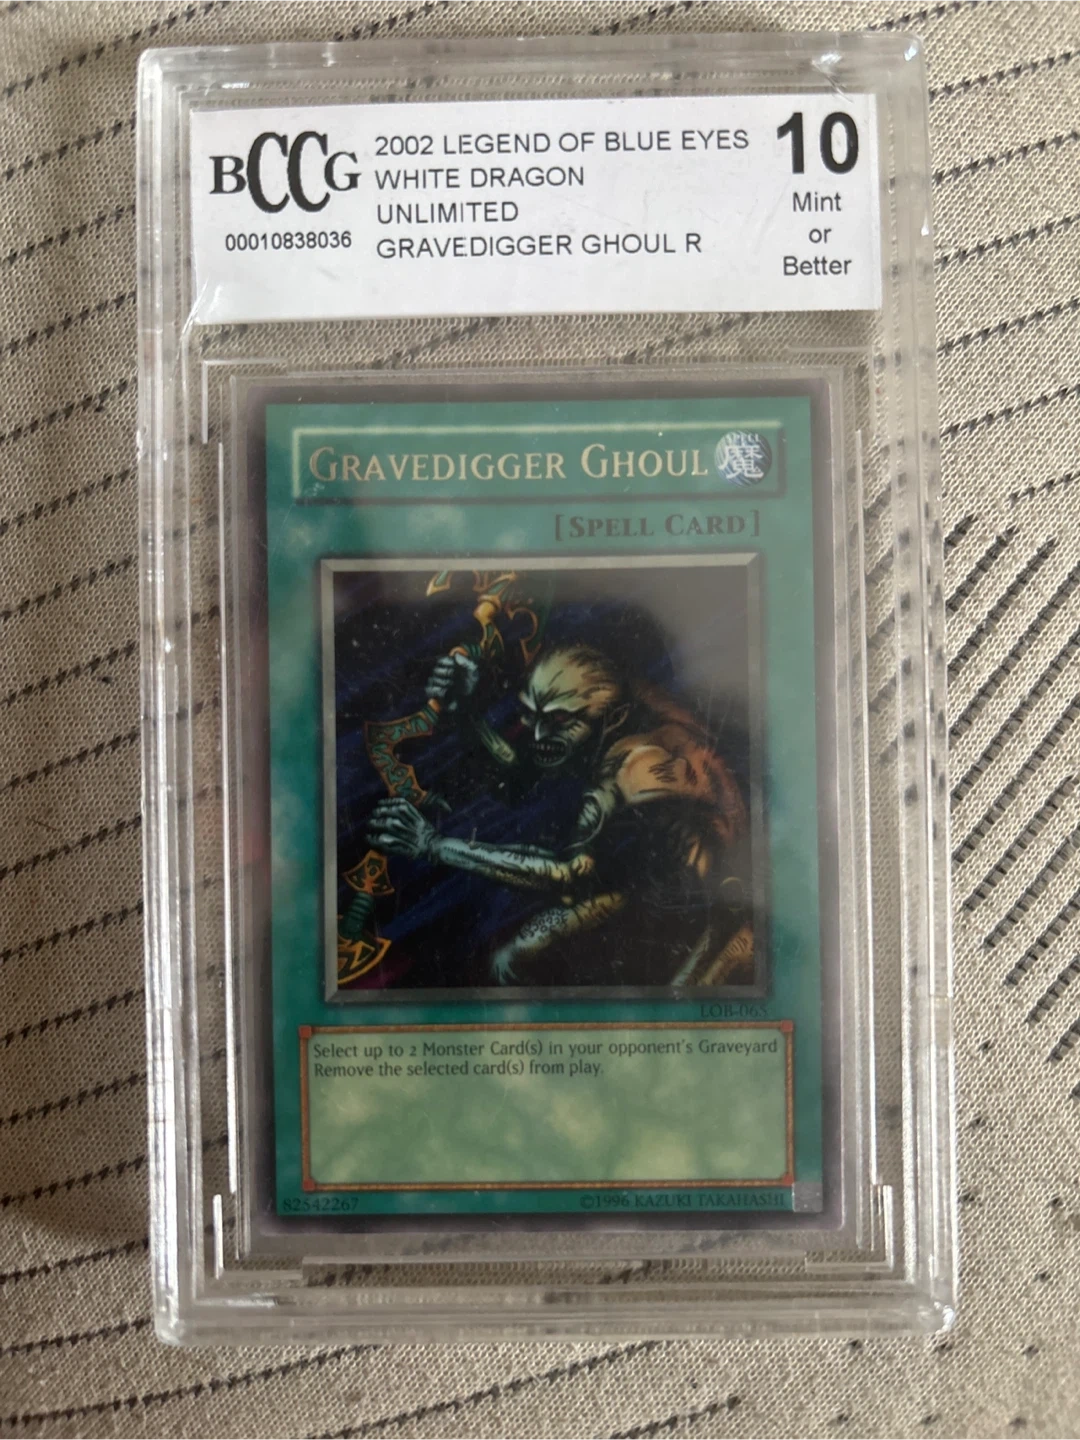 BCCG
00010838036
2002 LEGEND OF BLUE EYES
WHITE DRAGON
UNLIMITED
GRAVEDIGGER GHOUL R
10
Mint
or
Better
GRAVEDIGGER GHOUL 魔
[SPELL CARD]
LOB-065
Select up to 2 Monster Card(s) in your opponent's Graveyard
Remove the selected card(s) from play.
82542267
©1996 KAZUKI TAKAHASHI